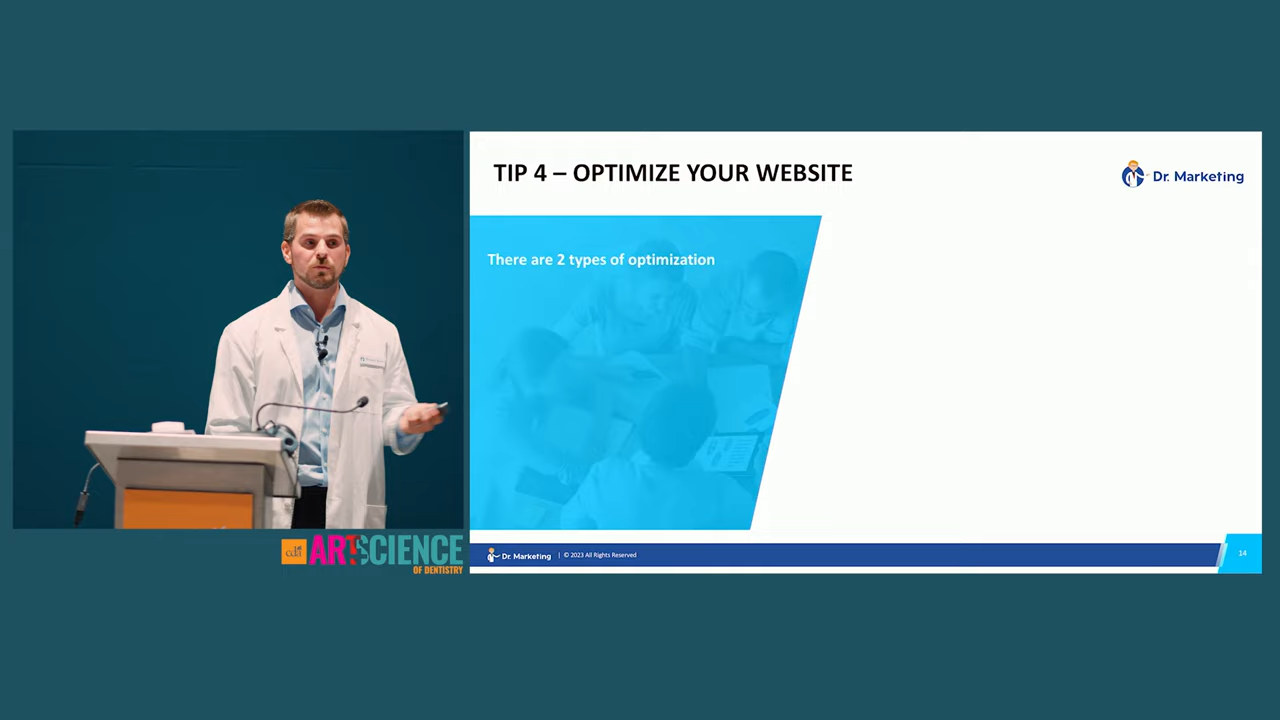 TIP 4 – OPTIMIZE YOUR WEBSITE
Dr. Marketing
There are 2 types of optimization
cda
ART & SCIENCE
OF DENTISTRY
Dr. Marketing | © 2023 All Rights Reserved
14